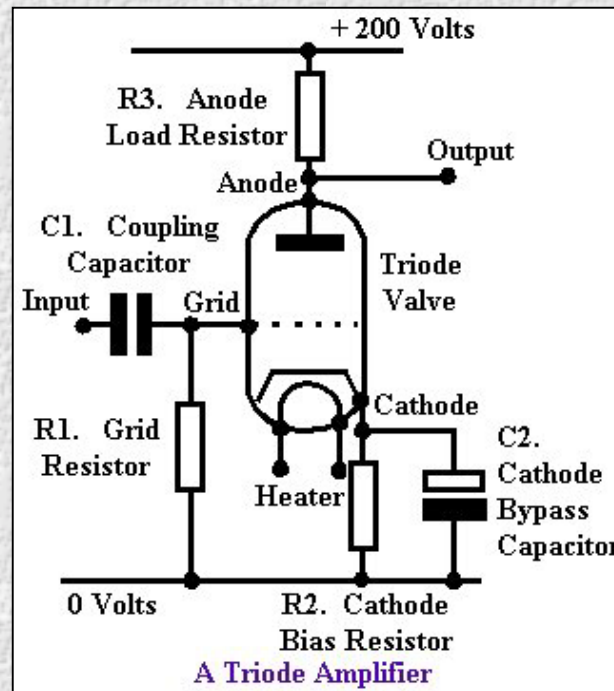 + 200 Volts
R3. Anode
Load Resistor
Output
Anode
C1. Coupling
Capacitor
Triode
Valve
Input
Grid
Cathode
R1. Grid
Resistor
C2.
Cathode
Bypass
Capacitor
Heater
0 Volts
R2. Cathode
Bias Resistor
A Triode Amplifier